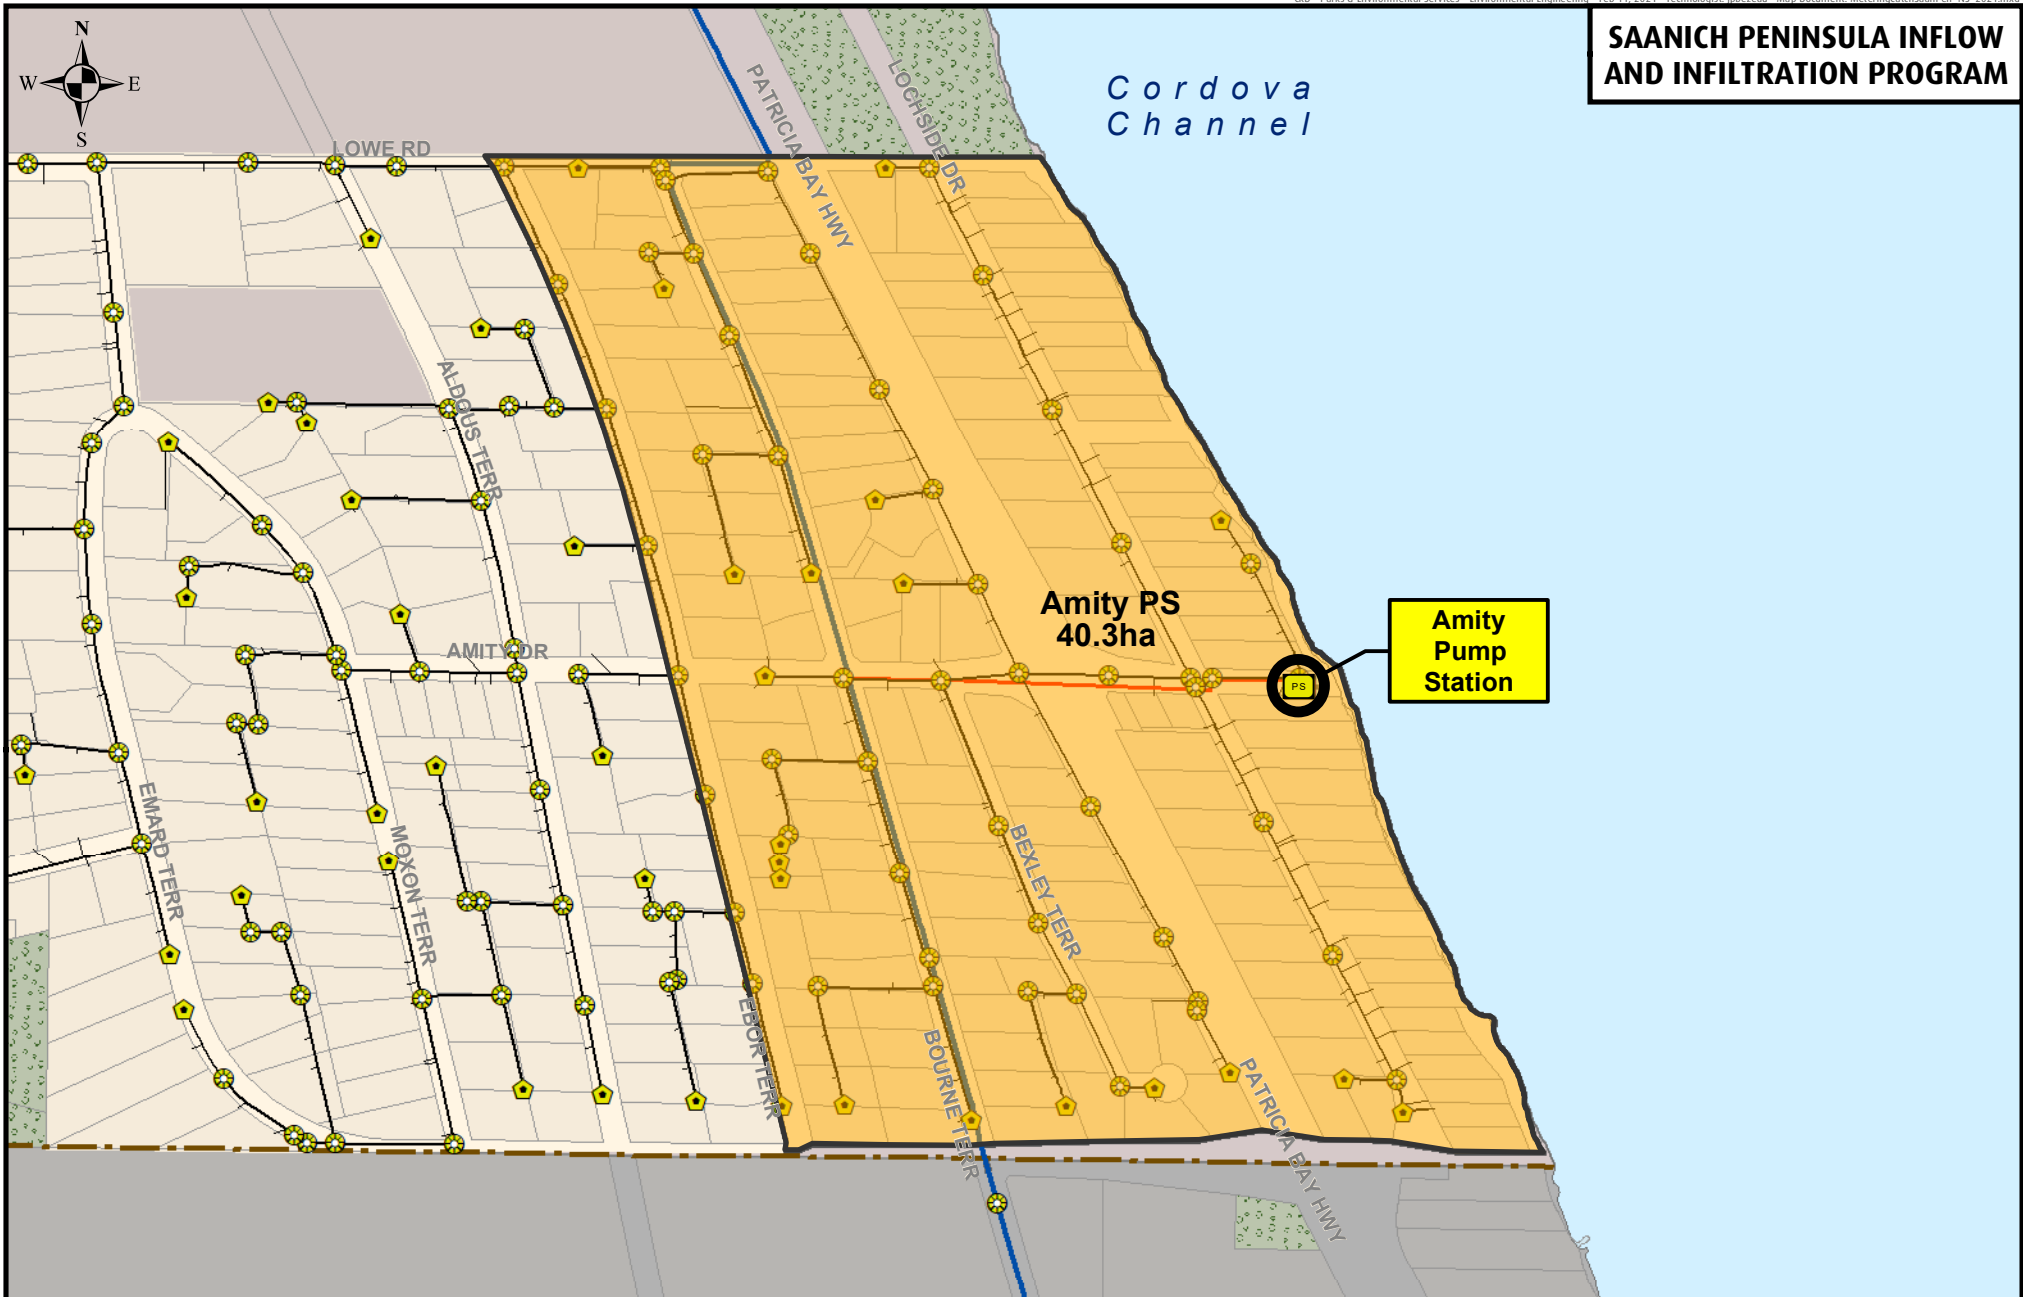 SAANICH PENINSULA INFLOW
AND INFILTRATION PROGRAM
N
W
E
S
Cordova
Channel
LOWE RD
PATRICIA BAY HWY
LOCHSIDE DR
ALDOUS TERR
AMITY DR
Amity PS
40.3ha
Amity
Pump
Station
PS
EMARD TERR
MOXON TERR
BEXLEY TERR
EBOR TERR
BOURNE TERR
PATRICIA BAY HWY